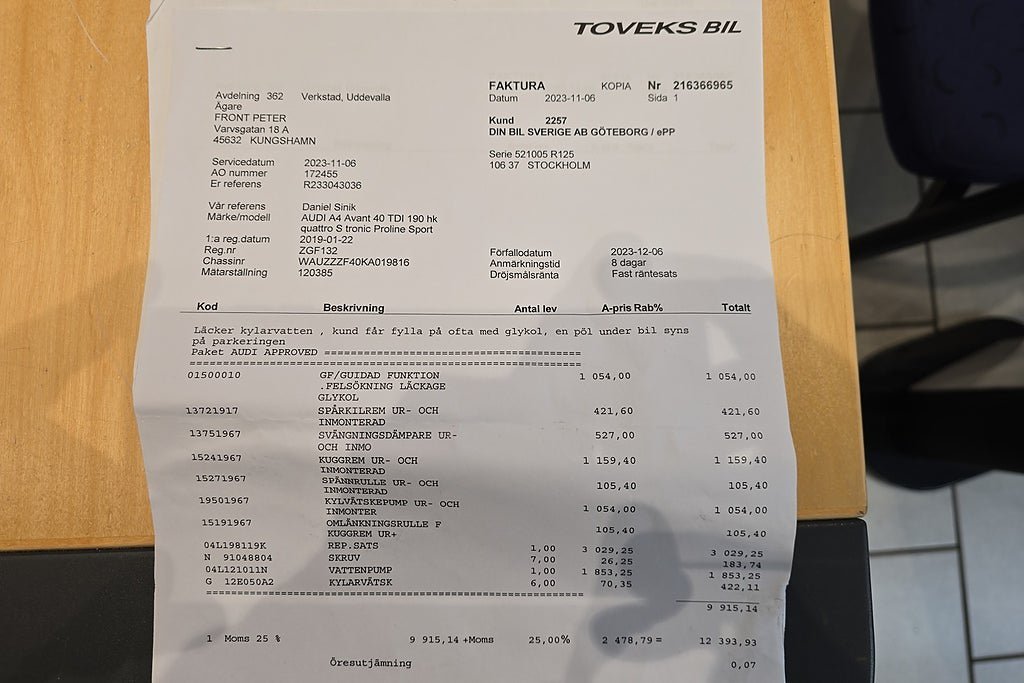 TOVEKS BIL
FAKTURA KOPIA Nr 216366965
Datum 2023-11-06 Sida 1
Avdelning 362 Verkstad, Uddevalla
Ägare
FRONT PETER
Varvsgatan 18 A
45632 KUNGSHAMN
Kund 2257
DIN BIL SVERIGE AB GÖTEBORG / ePP
Serie 521005 R125
106 37 STOCKHOLM
Servicedatum 2023-11-06
AO nummer 172455
Er referens R233043036
Vår referens Daniel Sinik
Märke/modell AUDI A4 Avant 40 TDI 190 hk
quattro S tronic Proline Sport
1:a reg.datum 2019-01-22
Reg.nr ZGF132
Chassinr WAUZZZF40KA019816
Mätarställning 120385
Förfallodatum 2023-12-06
Anmärkningstid 8 dagar
Dröjsmålsränta Fast räntesats
Kod Beskrivning Antal lev A-pris Rab% Totalt
Läcker kylarvatten , kund får fylla på ofta med glykol, en pöl under bil syns
på parkeringen
Paket AUDI APPROVED ======================================
==========================================================
01500010 GF/GUIDAD FUNKTION 1 054,00 1 054,00
.FELSÖKNING LÄCKAGE
GLYKOL
13721917 SPÅRKILREM UR- OCH 421,60 421,60
INMONTERAD
13751967 SVÄNGNINGSDÄMPARE UR- 527,00 527,00
OCH INMO
15241967 KUGGREM UR- OCH 1 159,40 1 159,40
INMONTERAD
15271967 SPÄNNRULLE UR- OCH 105,40 105,40
INMONTERAD
19501967 KYLVÄTSKEPUMP UR- OCH 1 054,00 1 054,00
INMONTER
15191967 OMLÄNKNINGSRULLE F 105,40 105,40
KUGGREM UR+
04L198119K REP.SATS 1,00 3 029,25 3 029,25
N 91048804 SKRUV 7,00 26,25 183,74
04L121011N VATTENPUMP 1,00 1 853,25 1 853,25
G 12E050A2 KYLARVÄTSK 6,00 70,35 422,11
==========================================================
9 915,14
1 Moms 25 % 9 915,14 +Moms 25,00% 2 478,79 = 12 393,93
Öresutjämning 0,07